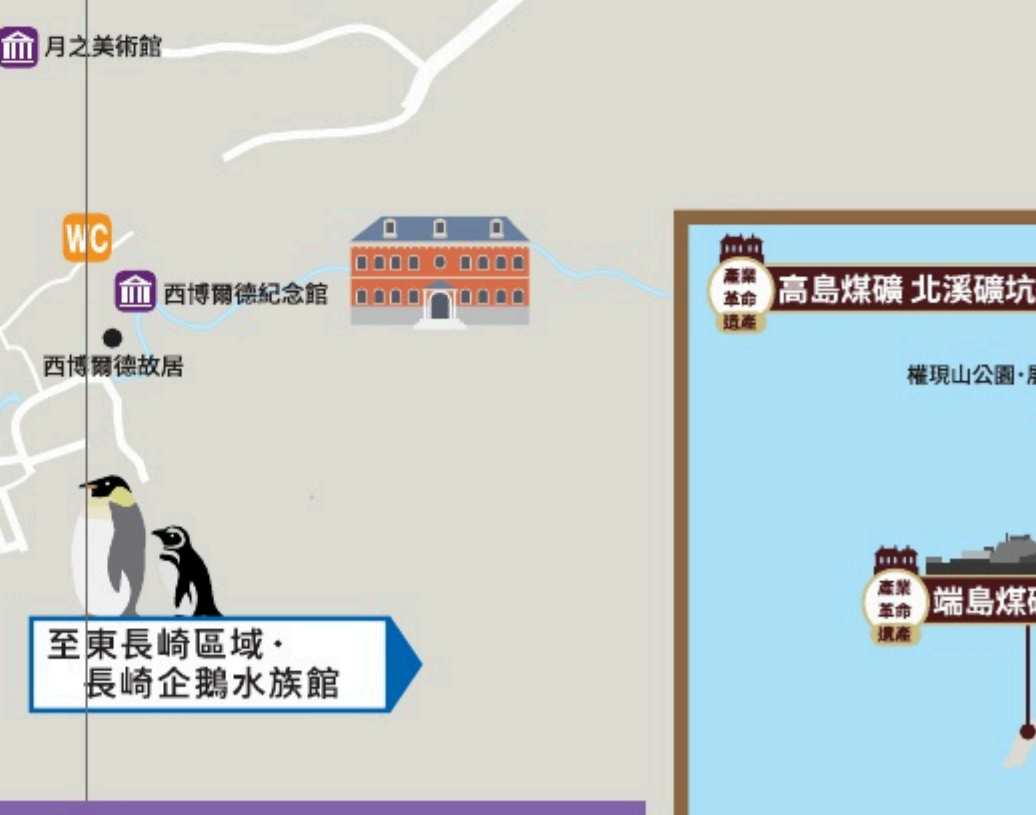 月之美術館
WC
西博爾德紀念館
西博爾德故居
至東長崎區域・
長崎企鵝水族館
產業
革命
遺產
高島煤礦 北溪礦坑
權現山公園・展
產業
革命
遺產
端島煤礦